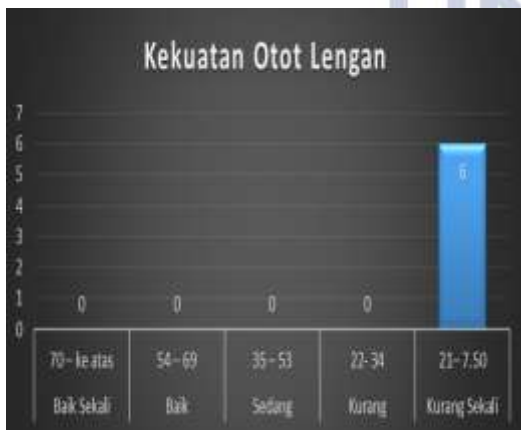 Kekuatan Otot Lengan
7
6
5
4
3
2
1
0
0 0 0 0 6
70 – ke atas 54 – 69 35 – 53 22- 34 21– 7.50
Baik Sekali Baik Sedang Kurang Kurang Sekali